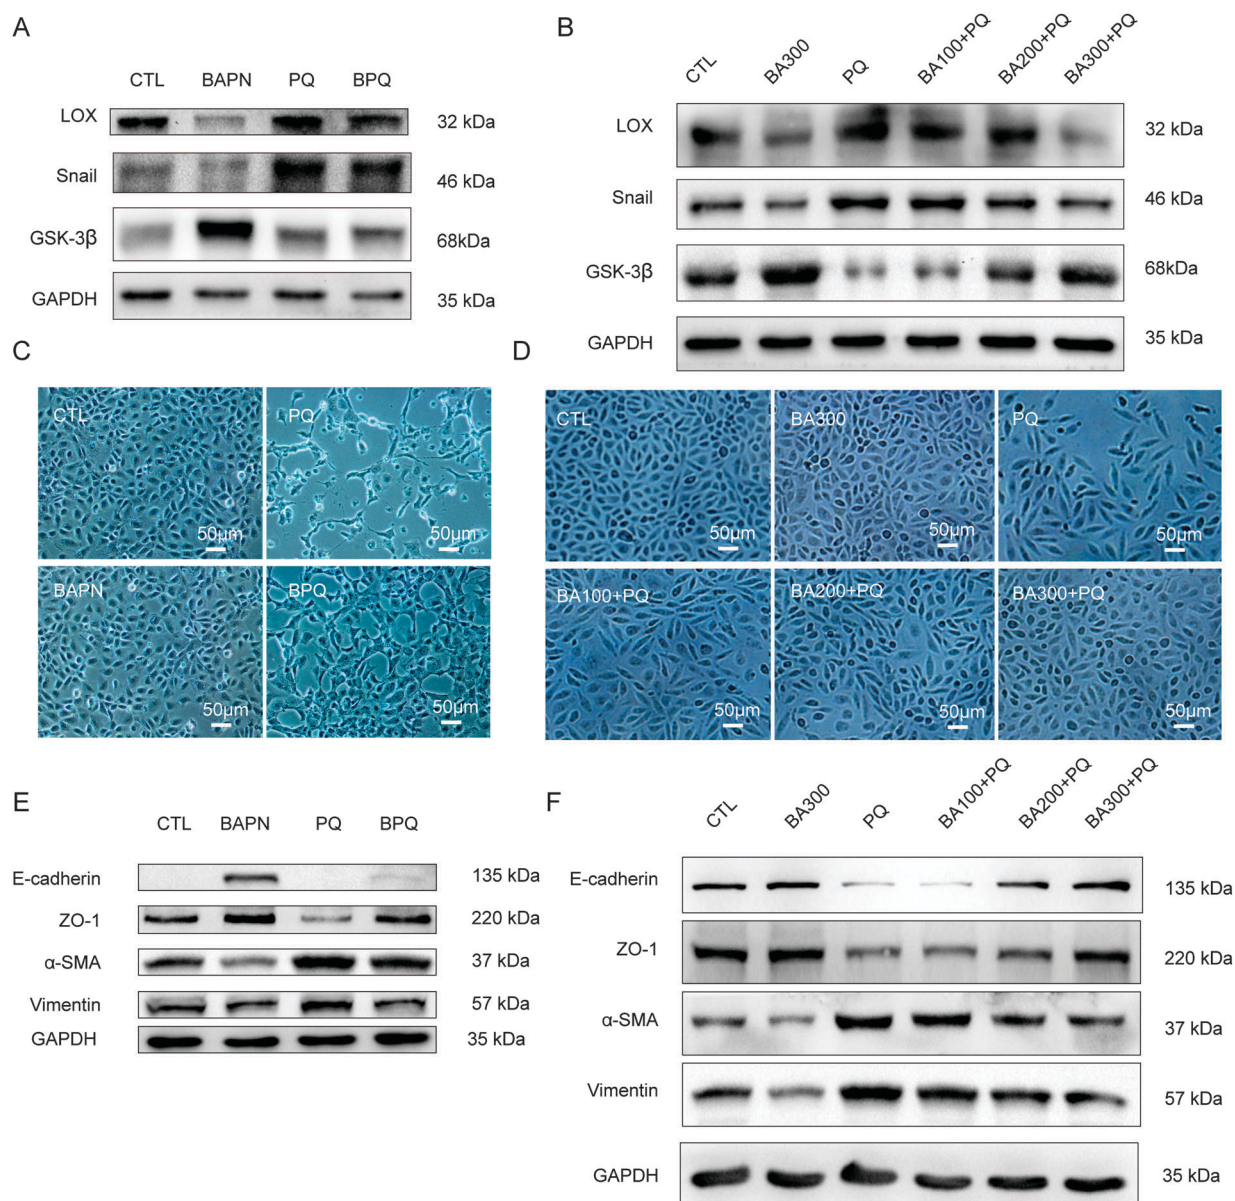 A
CTL BAPN PQ BPQ
LOX 32 kDa
Snail 46 kDa
GSK-3β 68kDa
GAPDH 35 kDa
B
CTL BA300 PQ BA100+PQ BA200+PQ BA300+PQ
LOX 32 kDa
Snail 46 kDa
GSK-3β 68kDa
GAPDH 35 kDa
C
CTL PQ
50μm 50μm
BAPN BPQ
50μm 50μm
D
CTL BA300 PQ
50μm 50μm 50μm
BA100+PQ BA200+PQ BA300+PQ
50μm 50μm 50μm
E
CTL BAPN PQ BPQ
E-cadherin 135 kDa
ZO-1 220 kDa
α-SMA 37 kDa
Vimentin 57 kDa
GAPDH 35 kDa
F
CTL BA300 PQ BA100+PQ BA200+PQ BA300+PQ
E-cadherin 135 kDa
ZO-1 220 kDa
α-SMA 37 kDa
Vimentin 57 kDa
GAPDH 35 kDa